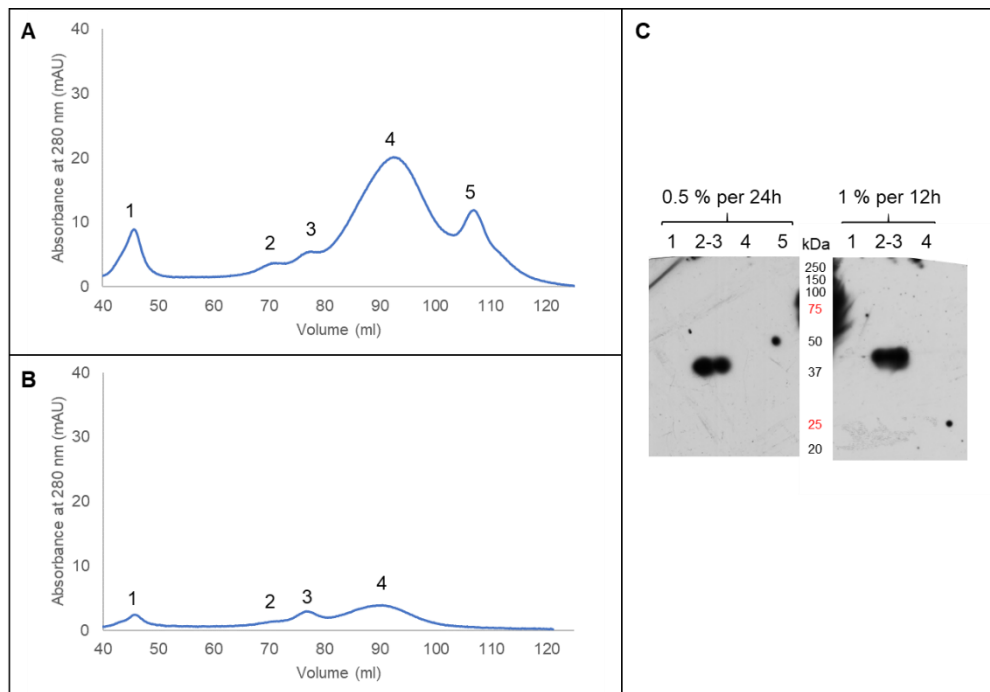 A
Absorbance at 280 nm (mAU)
40
30
20
10
0
1
2
3
4
5
40 50 60 70 80 90 100 110 120
Volume (ml)
B
Absorbance at 280 nm (mAU)
40
30
20
10
0
1
2
3
4
40 50 60 70 80 90 100 110 120
Volume (ml)
C
0.5 % per 24h 1 % per 12h
1 2-3 4 5 kDa 1 2-3 4
250
150
100
75
50
37
25
20